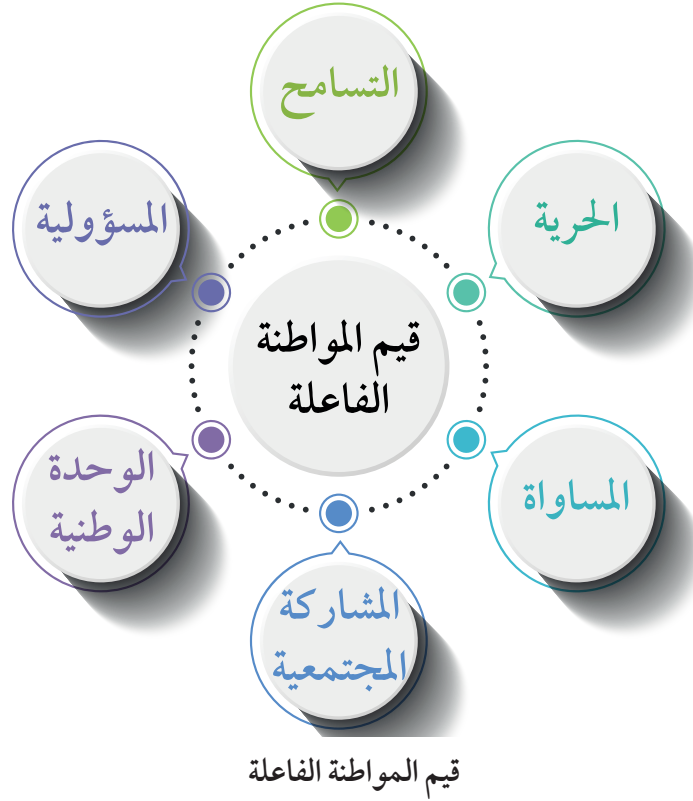 التسامح
الحرية
المسؤولية
قيم المواطنة
الفاعلة
المساواة
الوحدة
الوطنية
المشاركة
المجتمعية
قيم المواطنة الفاعلة